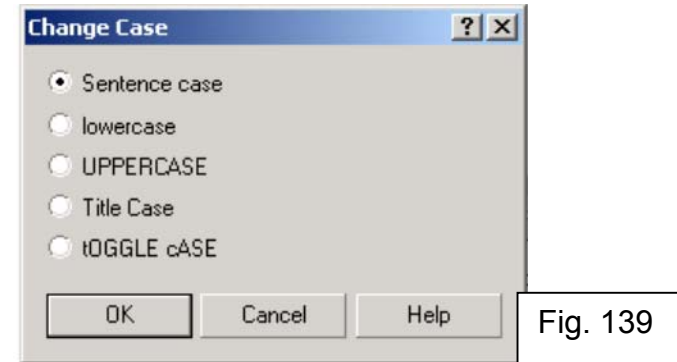 Change Case
Sentence case
lowercase
UPPERCASE
Title Case
tOGGLE cASE
OK Cancel Help
Fig. 139